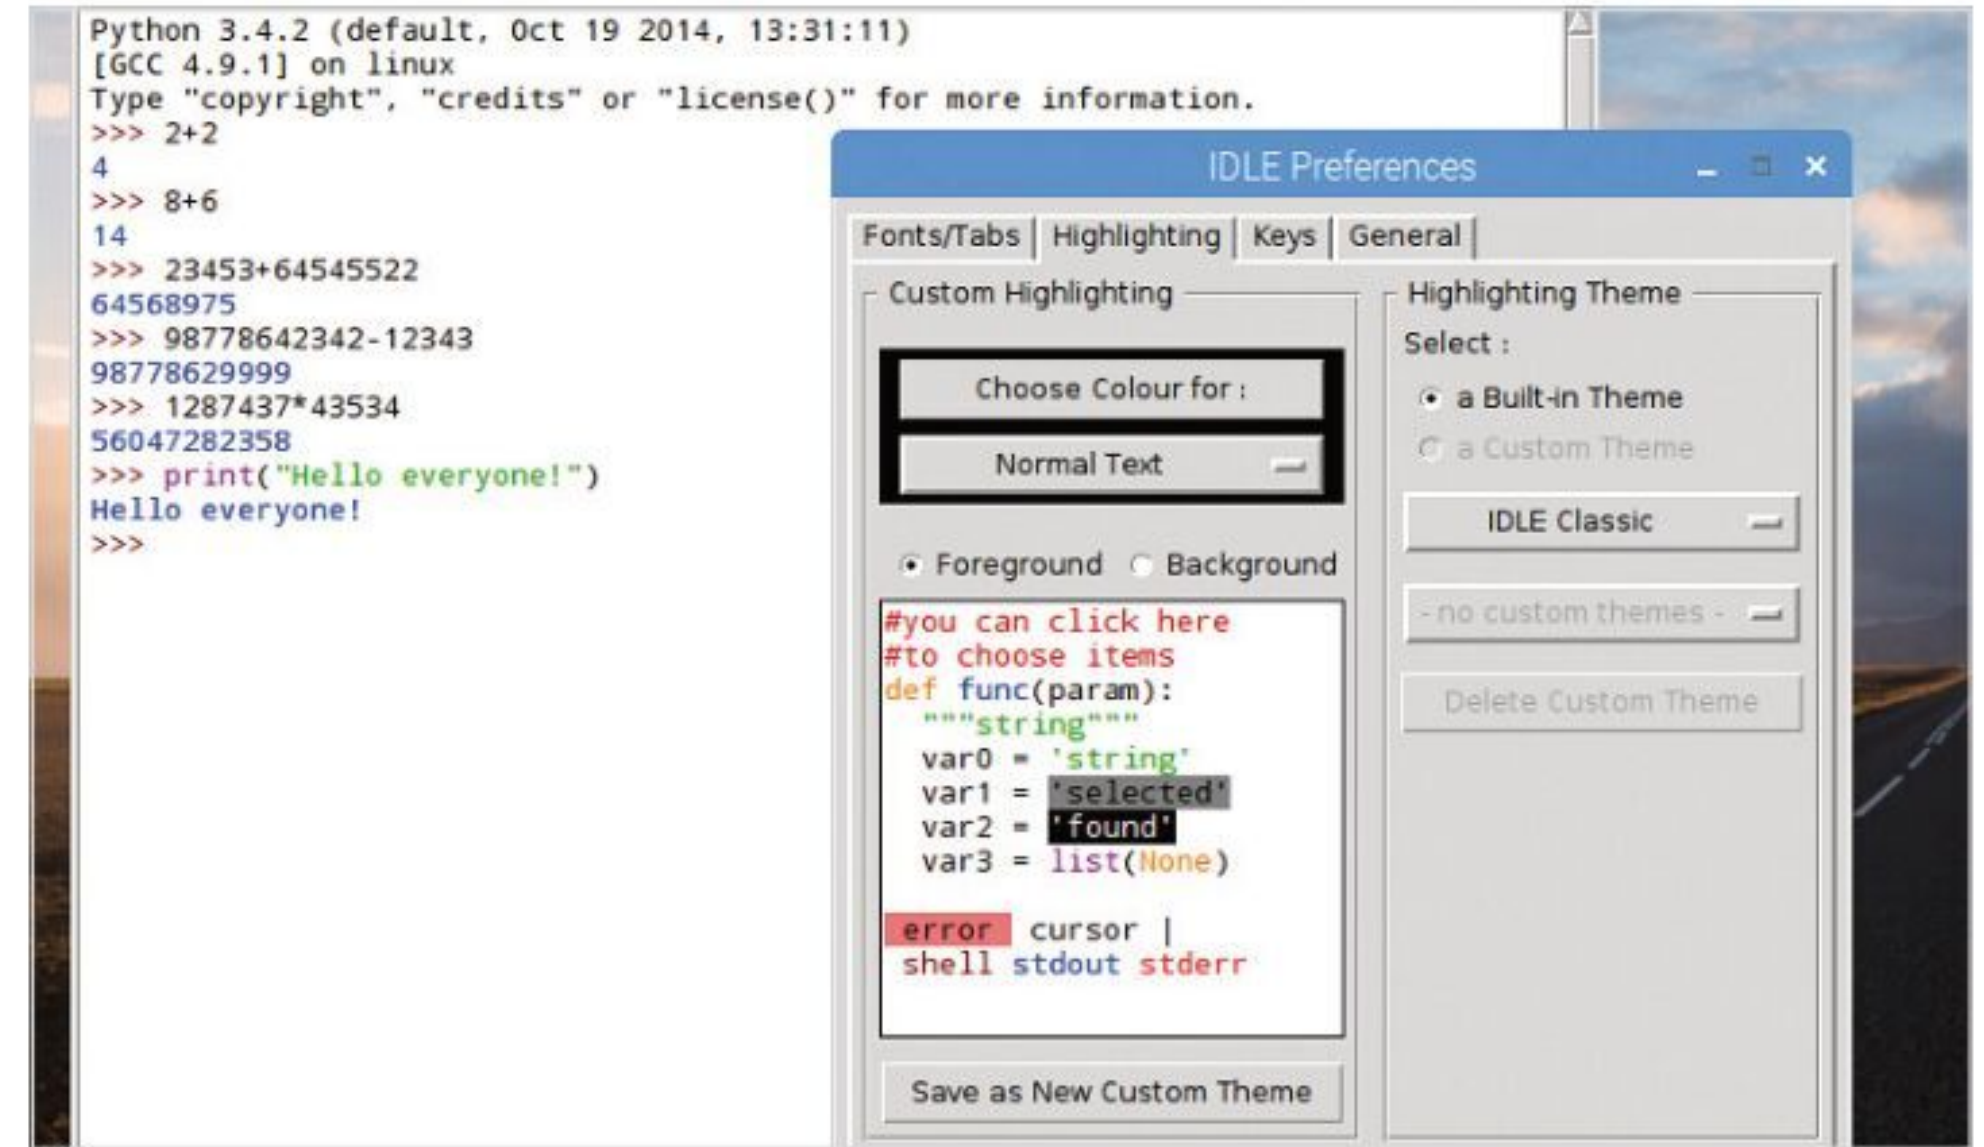 Python 3.4.2 (default, Oct 19 2014, 13:31:11)
[GCC 4.9.1] on linux
Type "copyright", "credits" or "license()" for more information.
>>> 2+2
4
>>> 8+6
14
>>> 23453+64545522
64568975
>>> 98778642342-12343
98778629999
>>> 1287437*43534
56047282358
>>> print("Hello everyone!")
Hello everyone!
>>>
IDLE Preferences
Fonts/Tabs Highlighting Keys General
Custom Highlighting
Choose Colour for :
Normal Text
Foreground Background
#you can click here
#to choose items
def func(param):
  """string"""
  var0 = 'string'
  var1 = 'selected'
  var2 = 'found'
  var3 = list(None)
error cursor |
shell stdout stderr
Save as New Custom Theme
Highlighting Theme
Select :
a Built-in Theme
a Custom Theme
IDLE Classic
- no custom themes -
Delete Custom Theme